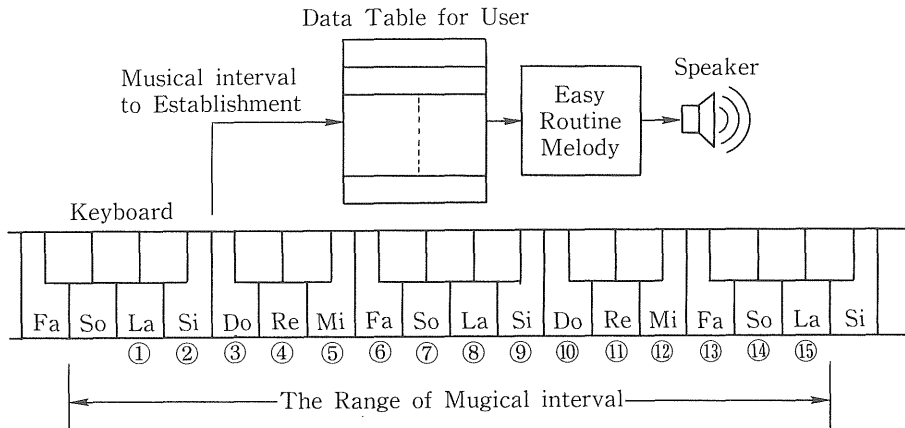 Data Table for User
Musical interval
to Establishment
Easy
Routine
Melody
Speaker
Keyboard
Fa So La Si Do Re Mi Fa So La Si Do Re Mi Fa So La Si
① ② ③ ④ ⑤ ⑥ ⑦ ⑧ ⑨ ⑩ ⑪ ⑫ ⑬ ⑭ ⑮
The Range of Mugical interval